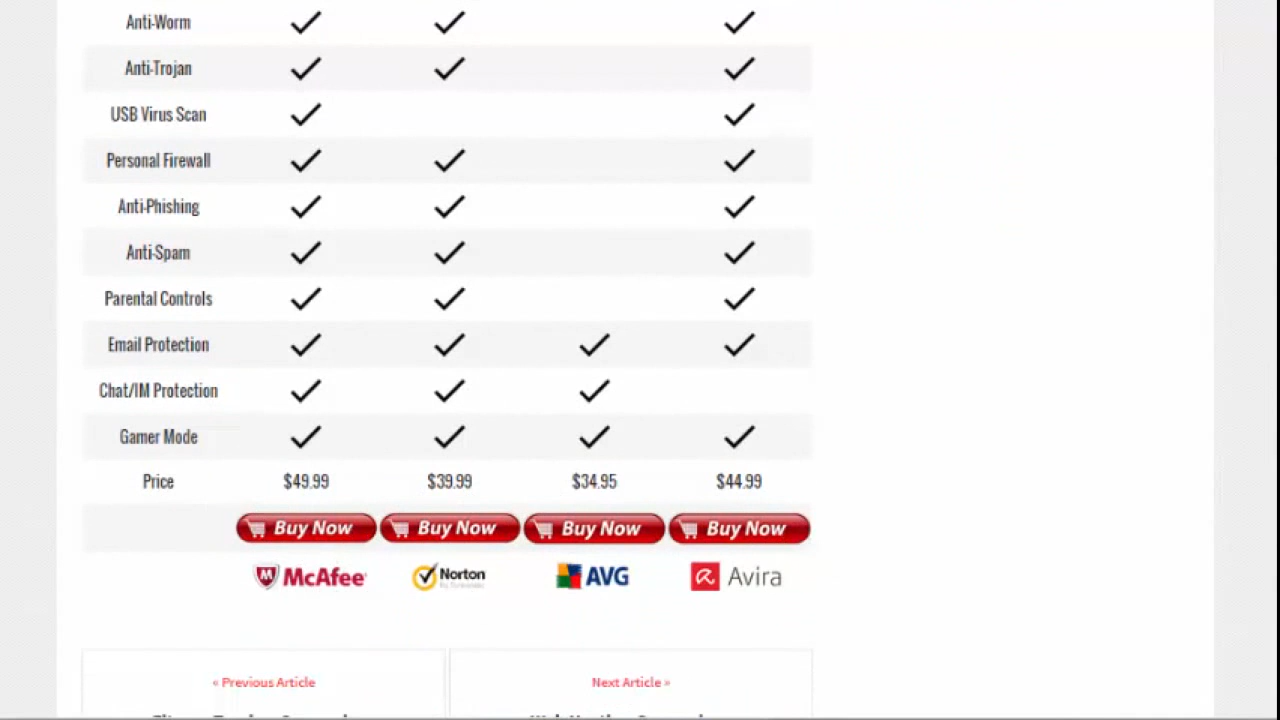 Anti-Worm
Anti-Trojan
USB Virus Scan
Personal Firewall
Anti-Phishing
Anti-Spam
Parental Controls
Email Protection
Chat/IM Protection
Gamer Mode
Price $49.99 $39.99 $34.95 $44.99
Buy Now Buy Now Buy Now Buy Now
McAfee Norton AVG Avira
« Previous Article Next Article »